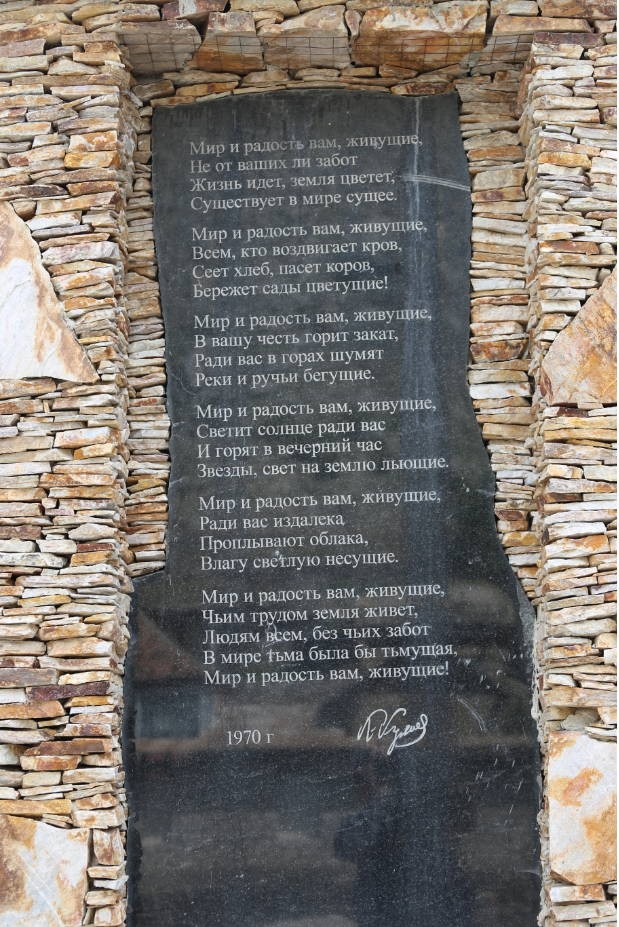 Мир и радость вам, живущие,
Не от ваших ли забот
Жизнь идет, земля цветет,
Существует в мире сущее.
Мир и радость вам, живущие,
Всем, кто воздвигает кров,
Сеет хлеб, пасет коров,
Бережет сады цветущие!
Мир и радость вам, живущие,
В вашу честь горит закат,
Ради вас в горах шумят
Реки и ручьи бегущие.
Мир и радость вам, живущие,
Светит солнце ради вас
И горят в вечерний час
Звезды, свет на землю льющие.
Мир и радость вам, живущие,
Ради вас издалека
Проплывают облака,
Влагу светлую несущие.
Мир и радость вам, живущие,
Чьим трудом земля живет,
Людям всем, без чьих забот
В мире тьма была бы тьмущая,
Мир и радость вам, живущие!
1970 г